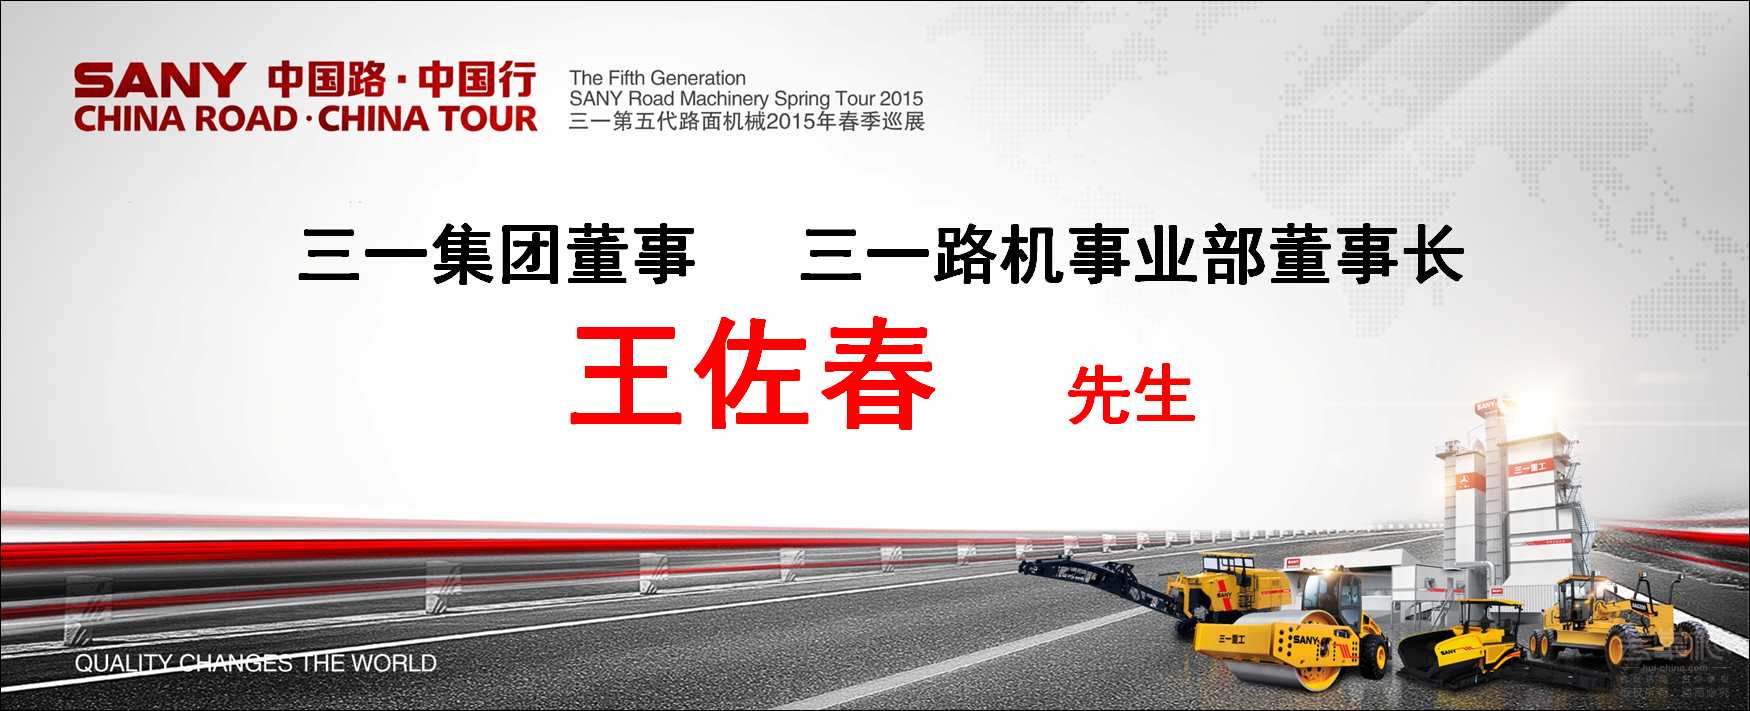 SANY 中国路·中国行
CHINA ROAD·CHINA TOUR
The Fifth Generation
SANY Road Machinery Spring Tour 2015
三一第五代路面机械2015年春季巡展
三一集团董事 三一路机事业部董事长
王佐春 先生
SANY
三一重工
SANY
SANY
三一重工
SANY
SANY
QUALITY CHANGES THE WORLD
hui-china.com